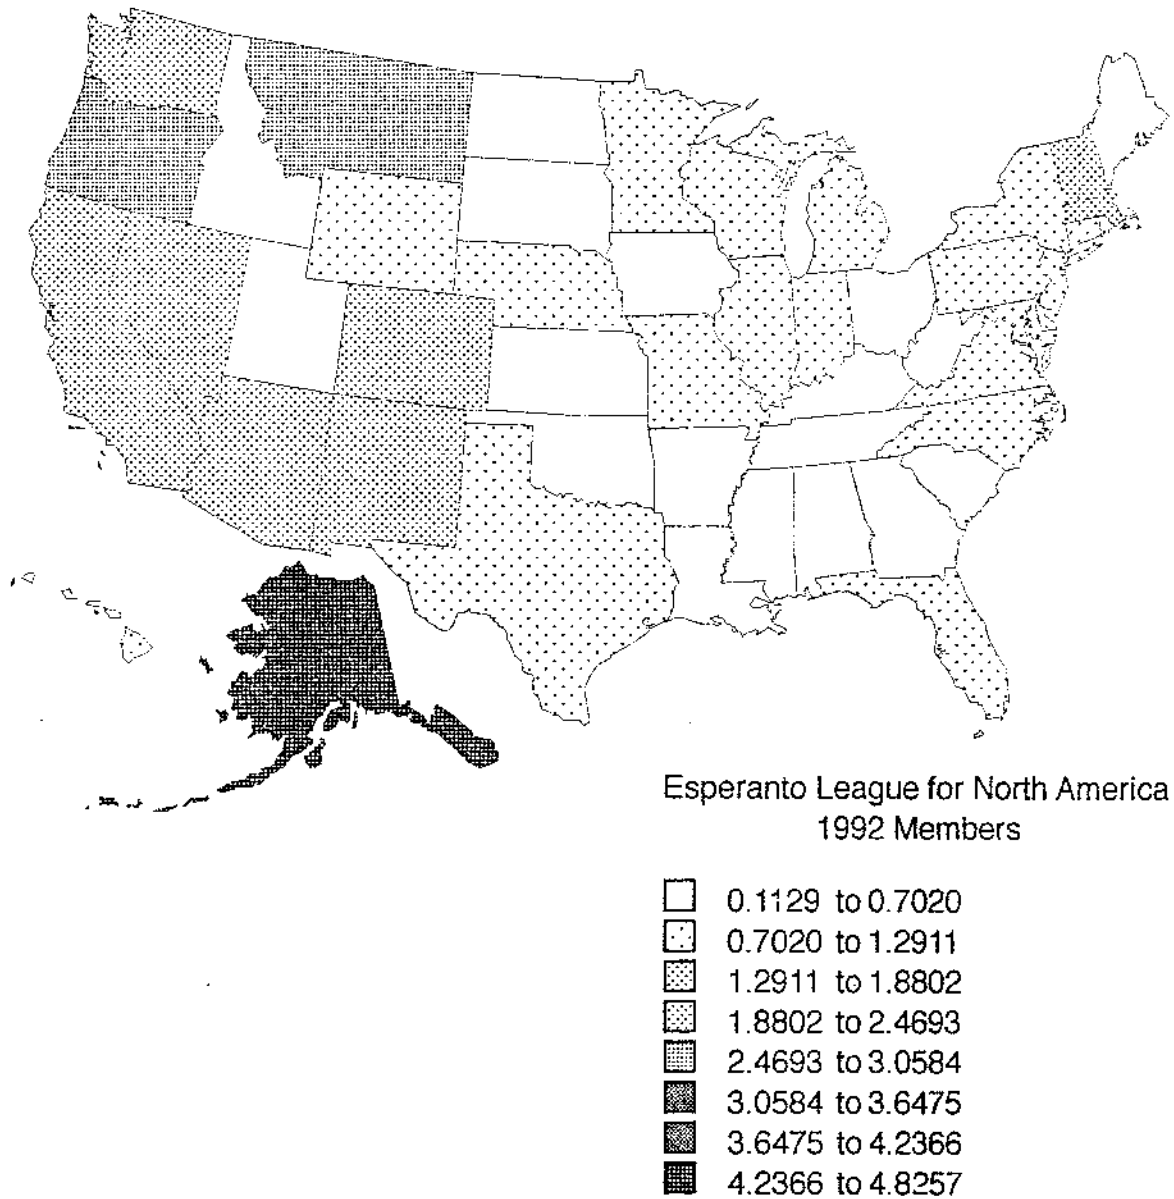 Esperanto League for North America
1992 Members
0.1129 to 0.7020
0.7020 to 1.2911
1.2911 to 1.8802
1.8802 to 2.4693
2.4693 to 3.0584
3.0584 to 3.6475
3.6475 to 4.2366
4.2366 to 4.8257